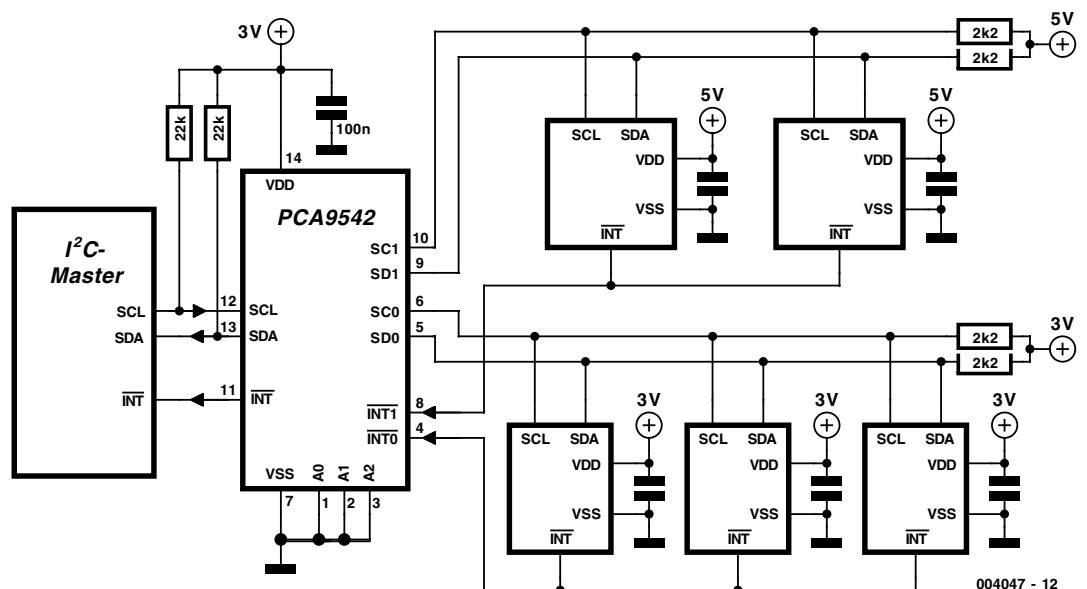 3V
22k
22k
100n
14
VDD
PCA9542
I²C-
Master
SCL
SDA
INT
12
13
11
SCL
SDA
INT
SC1
SD1
SC0
SD0
INT1
INT0
10
9
6
5
8
4
VSS
A0
A1
A2
7
1
2
3
2k2
2k2
5V
5V
SCL
SDA
VDD
VSS
INT
5V
SCL
SDA
VDD
VSS
INT
2k2
2k2
3V
3V
SCL
SDA
VDD
VSS
INT
3V
SCL
SDA
VDD
VSS
INT
3V
SCL
SDA
VDD
VSS
INT
004047 - 12